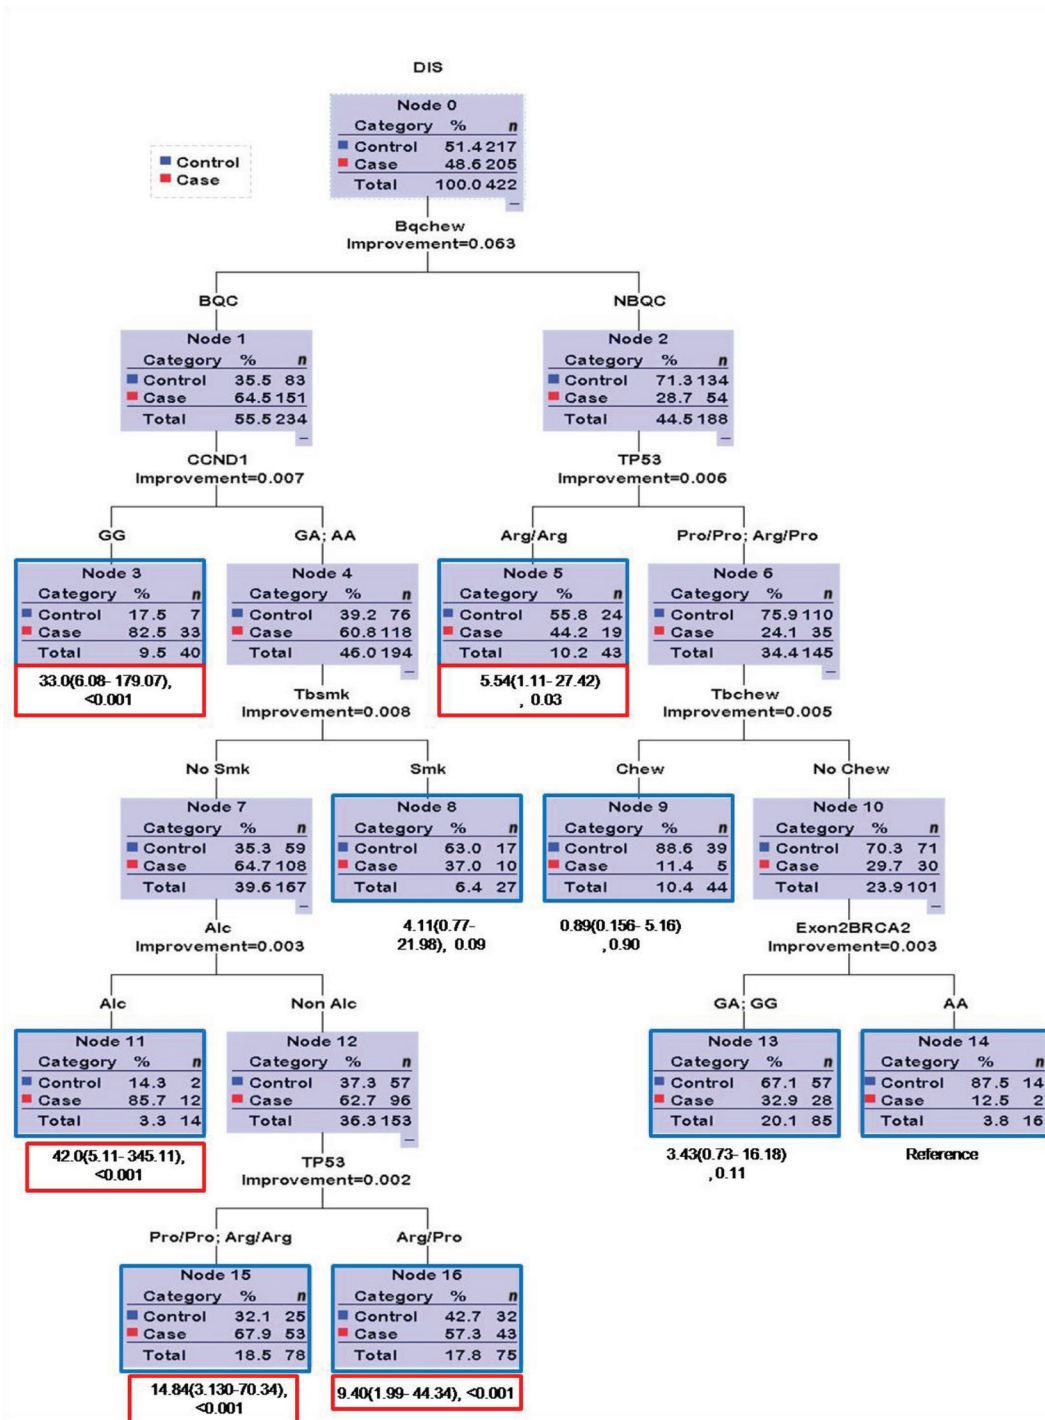 DIS
Node 0
Category % n
Control 51.4 217
Case 48.6 205
Total 100.0 422
Control
Case
Bqchew
Improvement=0.063
BQC
NBQC
Node 1
Category % n
Control 35.5 83
Case 64.5 151
Total 55.5 234
Node 2
Category % n
Control 71.3 134
Case 28.7 54
Total 44.5 188
CCND1
Improvement=0.007
TP53
Improvement=0.006
GG
GA; AA
Arg/Arg
Pro/Pro; Arg/Pro
Node 3
Category % n
Control 17.5 7
Case 82.5 33
Total 9.5 40
33.0(6.08- 179.07),
<0.001
Node 4
Category % n
Control 39.2 76
Case 60.8 118
Total 46.0 194
Node 5
Category % n
Control 55.8 24
Case 44.2 19
Total 10.2 43
5.54(1.11- 27.42)
, 0.03
Node 6
Category % n
Control 75.9 110
Case 24.1 35
Total 34.4 145
Tbsmk
Improvement=0.008
Tbchew
Improvement=0.005
No Smk
Smk
Chew
No Chew
Node 7
Category % n
Control 35.3 59
Case 64.7 108
Total 39.6 167
Node 8
Category % n
Control 63.0 17
Case 37.0 10
Total 6.4 27
4.11(0.77-
21.98), 0.09
Node 9
Category % n
Control 88.6 39
Case 11.4 5
Total 10.4 44
0.89(0.156- 5.16)
, 0.90
Node 10
Category % n
Control 70.3 71
Case 29.7 30
Total 23.9 101
Alc
Improvement=0.003
Exon2BRCA2
Improvement=0.003
Alc
Non Alc
GA; GG
AA
Node 11
Category % n
Control 14.3 2
Case 85.7 12
Total 3.3 14
42.0(5.11- 345.11),
<0.001
Node 12
Category % n
Control 37.3 57
Case 62.7 96
Total 36.3 153
Node 13
Category % n
Control 67.1 57
Case 32.9 28
Total 20.1 85
3.43(0.73- 16.18)
, 0.11
Node 14
Category % n
Control 87.5 14
Case 12.5 2
Total 3.8 16
Reference
TP53
Improvement=0.002
Pro/Pro; Arg/Arg
Arg/Pro
Node 15
Category % n
Control 32.1 25
Case 67.9 53
Total 18.5 78
14.84(3.130-70.34),
<0.001
Node 16
Category % n
Control 42.7 32
Case 57.3 43
Total 17.8 75
9.40(1.99- 44.34), <0.001